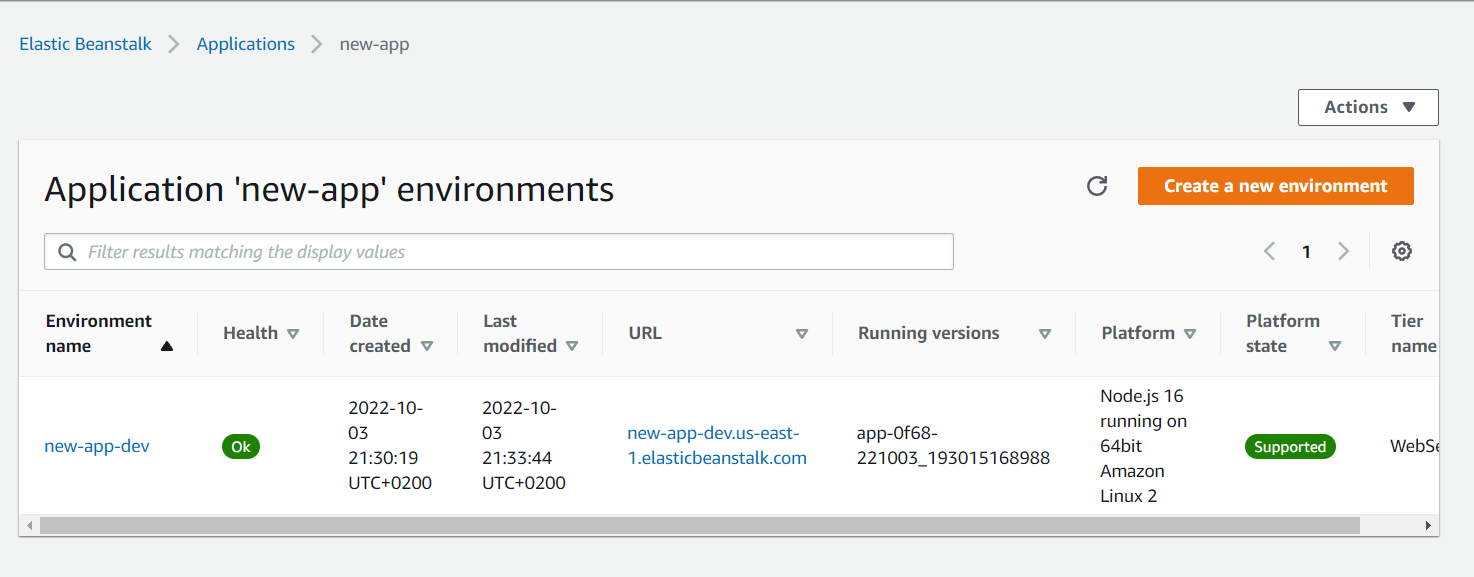 Elastic Beanstalk > Applications > new-app
Actions
Application 'new-app' environments
Create a new environment
Filter results matching the display values
1
Environment name
Health
Date created
Last modified
URL
Running versions
Platform
Platform state
Tier name
new-app-dev
Ok
2022-10-
03
21:30:19
UTC+0200
2022-10-
03
21:33:44
UTC+0200
new-app-dev.us-east-
1.elasticbeanstalk.com
app-0f68-
221003_193015168988
Node.js 16
running on
64bit
Amazon
Linux 2
Supported
WebSe